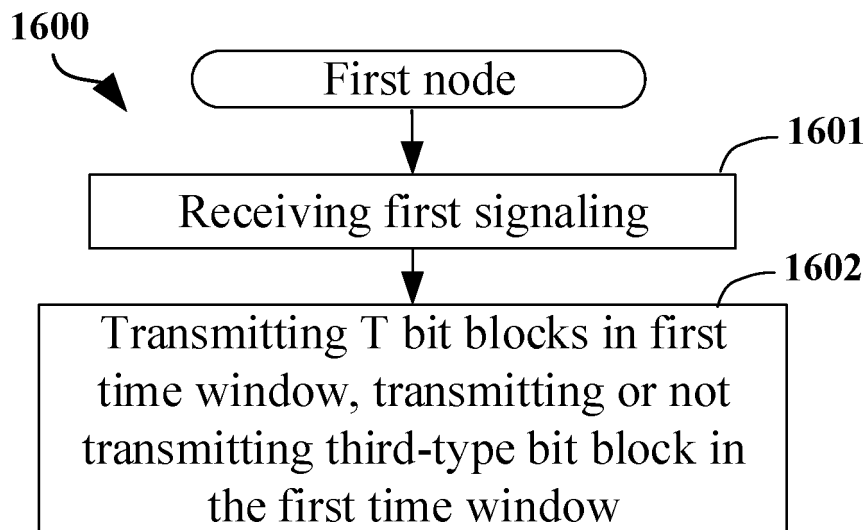 1600
First node
1601
Receiving first signaling
1602
Transmitting T bit blocks in first
time window, transmitting or not
transmitting third-type bit block in
the first time window